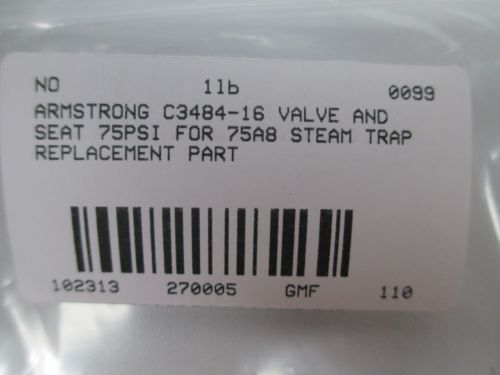 NO 1lb 0099
ARMSTRONG C3484-16 VALVE AND
SEAT 75PSI FOR 75A8 STEAM TRAP
REPLACEMENT PART
102313 270005 GMF 110